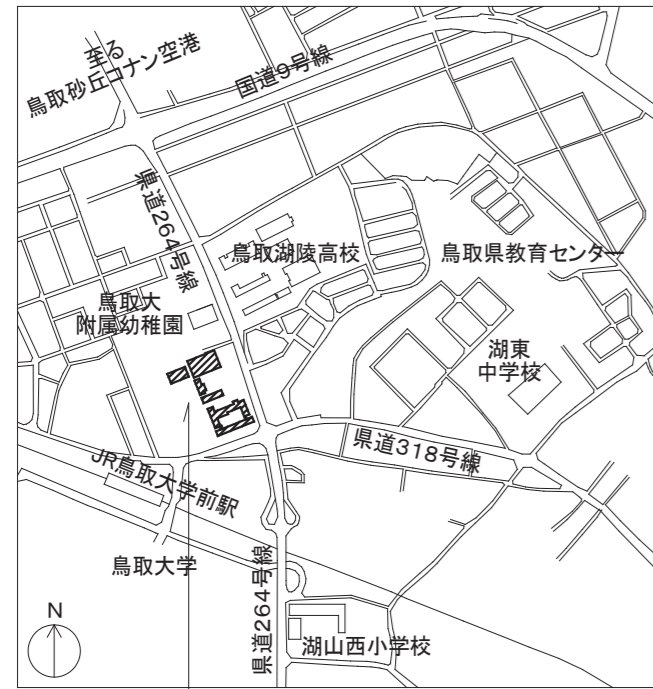 至る
鳥取砂丘コナン空港
国道9号線
県道264号線
鳥取湖陵高校
鳥取県教育センター
鳥取大
附属幼稚園
湖東
中学校
県道318号線
JR鳥取大学前駅
鳥取大学
県道264号線
N
湖山西小学校